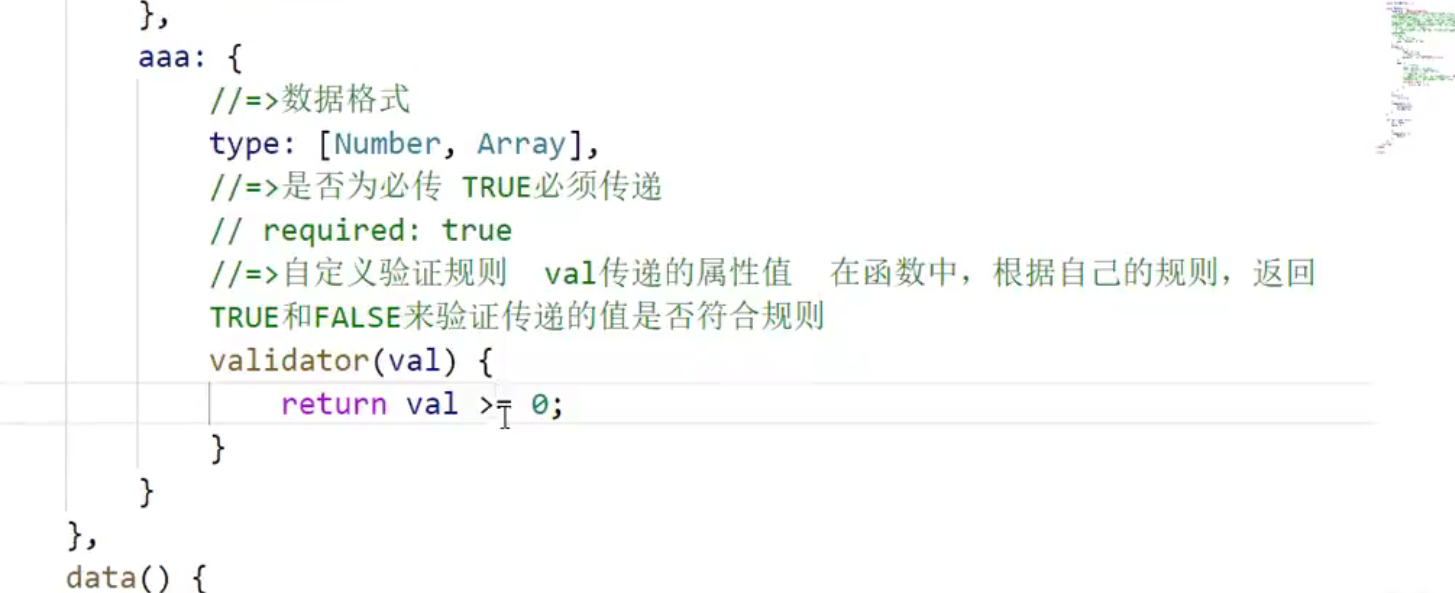 },
aaa: {
//=>数据格式
type: [Number, Array],
//=>是否为必传 TRUE必须传递
// required: true
//=>自定义验证规则  val传递的属性值  在函数中，根据自己的规则，返回
TRUE和FALSE来验证传递的值是否符合规则
validator(val) {
return val >= 0;
}
}
},
data() {